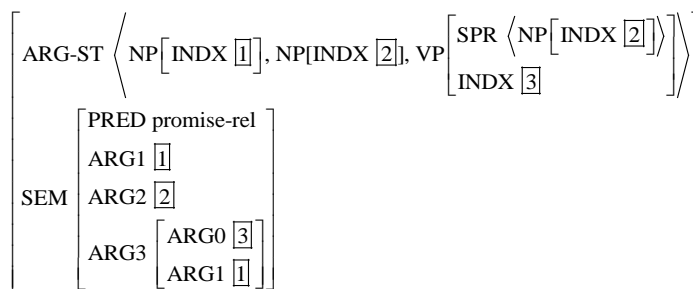 ARG-ST ⟨NP[INDX [1]], NP[INDX [2]], VP[SPR ⟨NP[INDX [2]]⟩
INDX [3]]⟩
SEM [PRED promise-rel
ARG1 [1]
ARG2 [2]
ARG3 [ARG0 [3]
ARG1 [1]]]